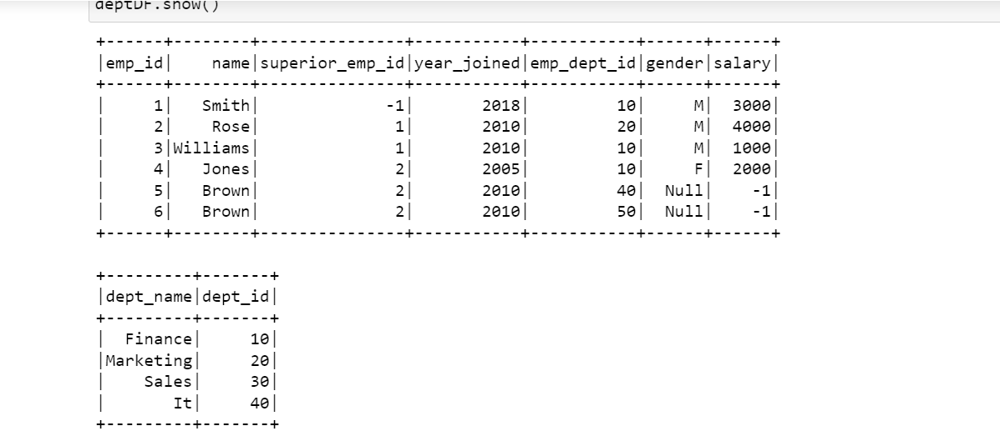 deptDF.show()
+------+--------+---------------+-----------+-----------+------+------+
|emp_id|    name|superior_emp_id|year_joined|emp_dept_id|gender|salary|
+------+--------+---------------+-----------+-----------+------+------+
|     1|   Smith|             -1|       2018|         10|     M|  3000|
|     2|    Rose|              1|       2010|         20|     M|  4000|
|     3|Williams|              1|       2010|         10|     M|  1000|
|     4|   Jones|              2|       2005|         10|     F|  2000|
|     5|   Brown|              2|       2010|         40|  Null|    -1|
|     6|   Brown|              2|       2010|         50|  Null|    -1|
+------+--------+---------------+-----------+-----------+------+------+
+---------+-------+
|dept_name|dept_id|
+---------+-------+
|  Finance|     10|
|Marketing|     20|
|    Sales|     30|
|       It|     40|
+---------+-------+